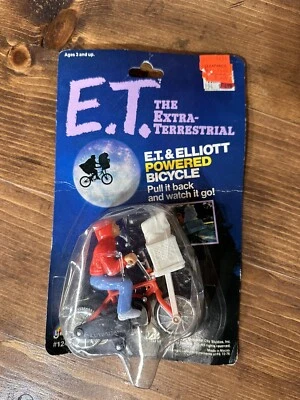 Ages 3 and up.
E.T. THE
EXTRA-
TERRESTRIAL
E.T. & ELLIOTT
POWERED
BICYCLE
Pull it back
and watch it go!